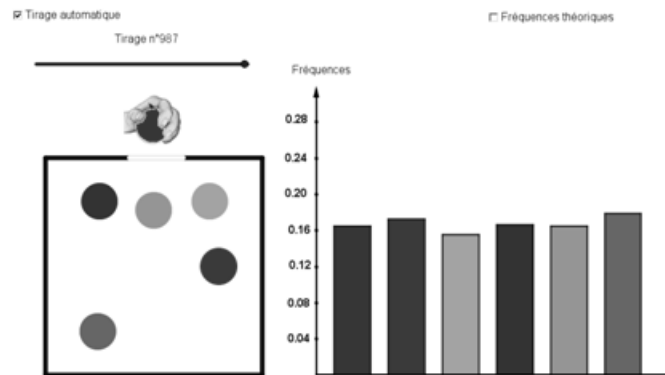 Tirage automatique
Fréquences théoriques
Tirage n°987
Fréquences
0.28
0.24
0.20
0.16
0.12
0.08
0.04